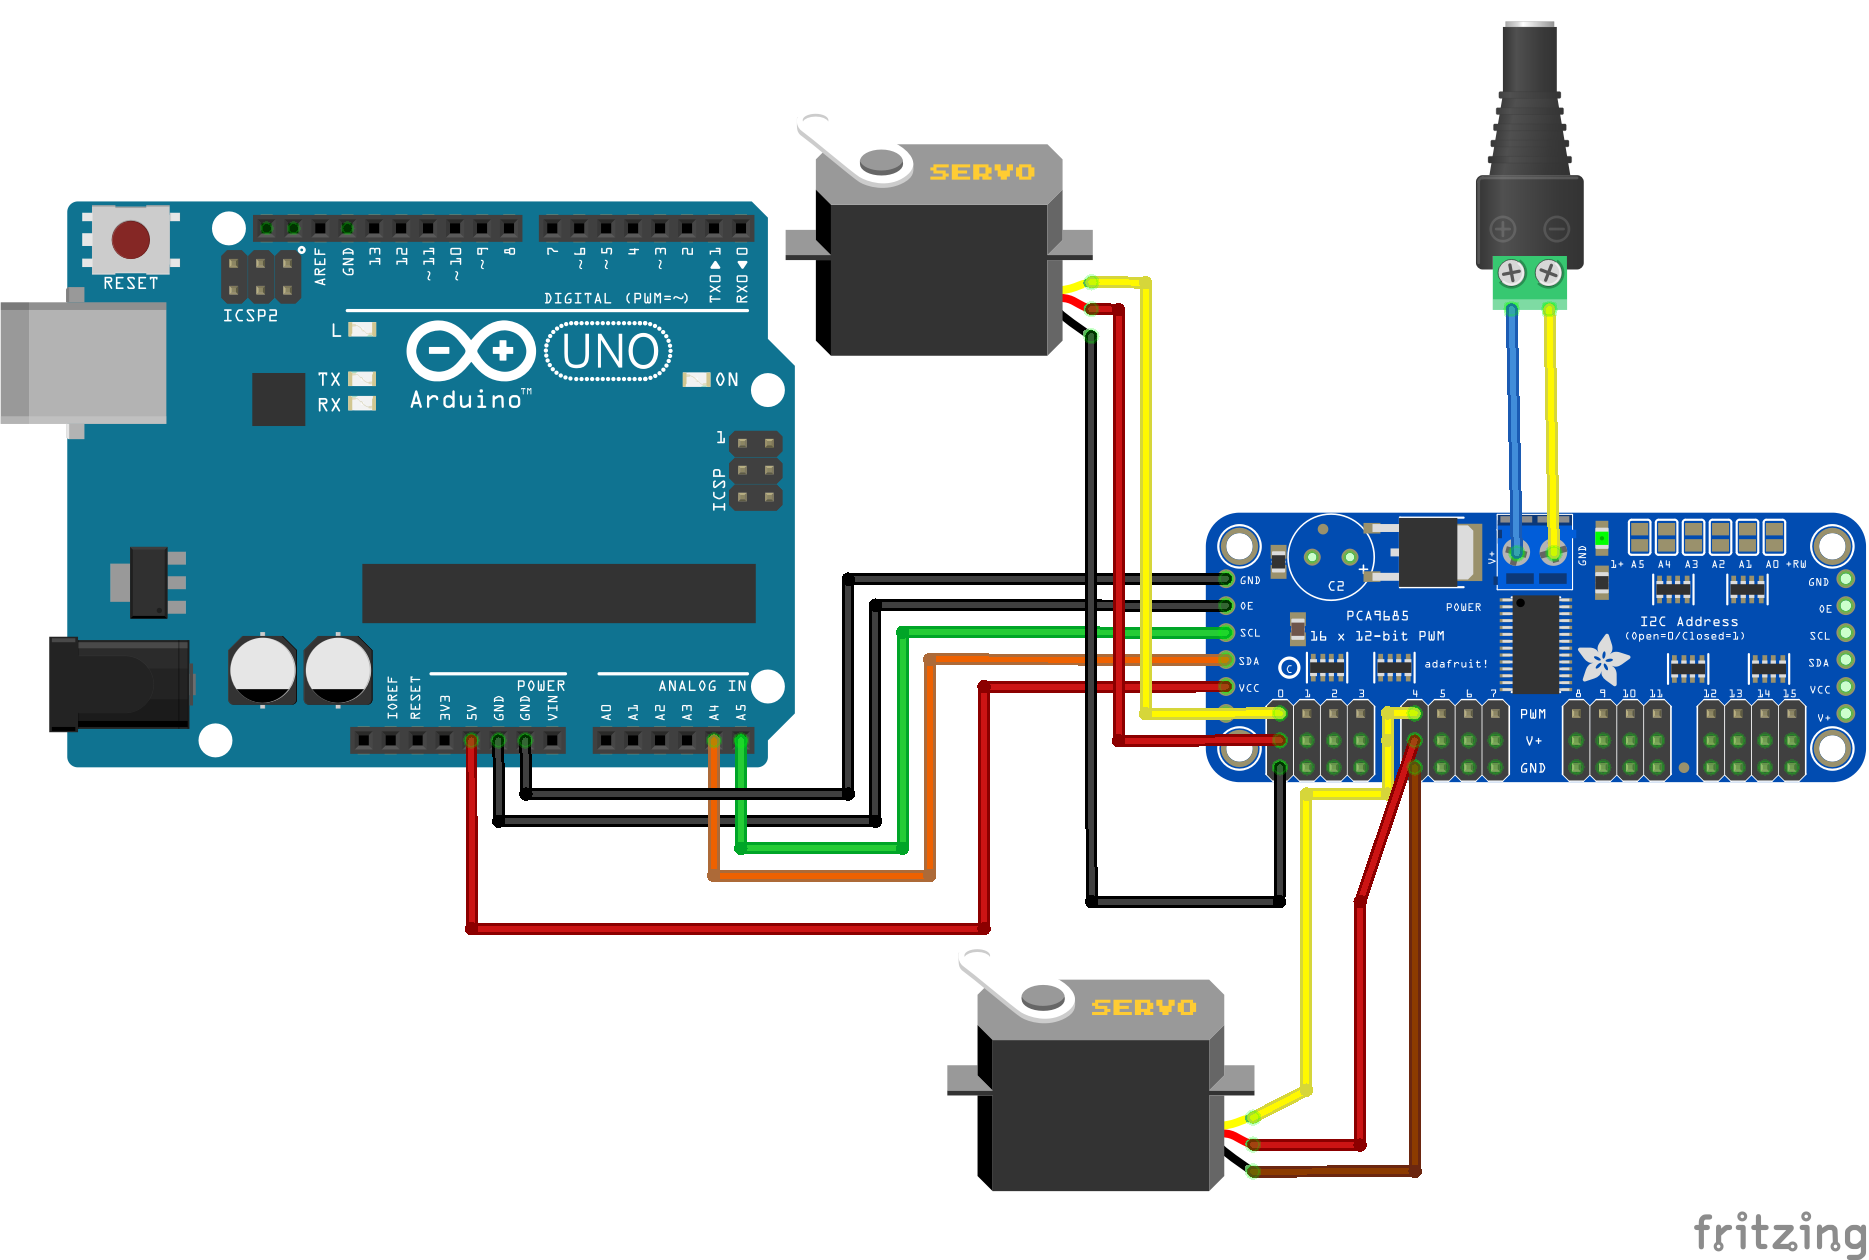 SERVO
RESET
ICSP2
AREF
GND
13
12
~11
~10
~9
8
7
~6
~5
4
~3
2
TX0▶1
RX0◀0
DIGITAL (PWM=~)
L
TX
RX
UNO
Arduino™
ON
1
ICSP
IOREF
RESET
3V3
5V
GND
GND
VIN
POWER
ANALOG IN
A0
A1
A2
A3
A4
A5
GND
OE
SCL
SDA
VCC
C2
+
PCA9685
16 x 12-bit PWM
C
adafruit!
POWER
V+
GND
1+ A5 A4 A3 A2 A1 A0 +RW
I2C Address
(Open=0/Closed=1)
GND
OE
SCL
SDA
VCC
V+
0 1 2 3 4 5 6 7 8 9 10 11 12 13 14 15
PWM
V+
GND
SERVO
fritzing